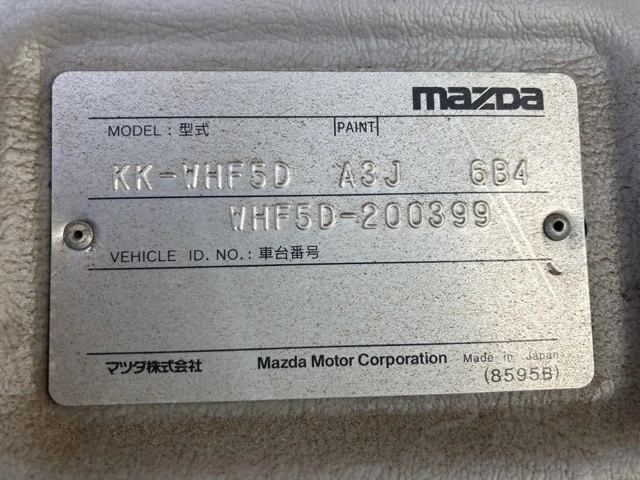 mazda
MODEL : 型式 PAINT
KK-WHF5D A3J 6B4
WHF5D-200399
VEHICLE ID. NO. : 車台番号
マツダ株式会社 Mazda Motor Corporation Made in Japan
(8595B)